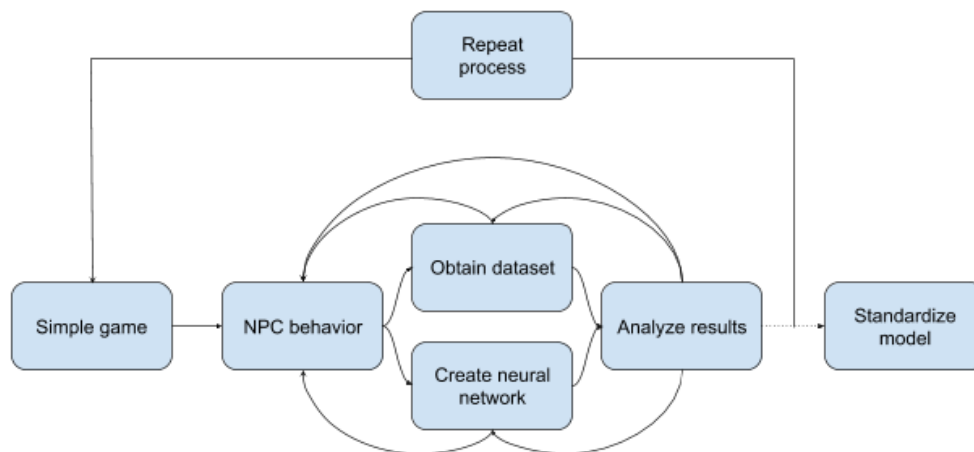 Repeat
process
Obtain dataset
Simple game
NPC behavior
Analyze results
Standardize
model
Create neural
network